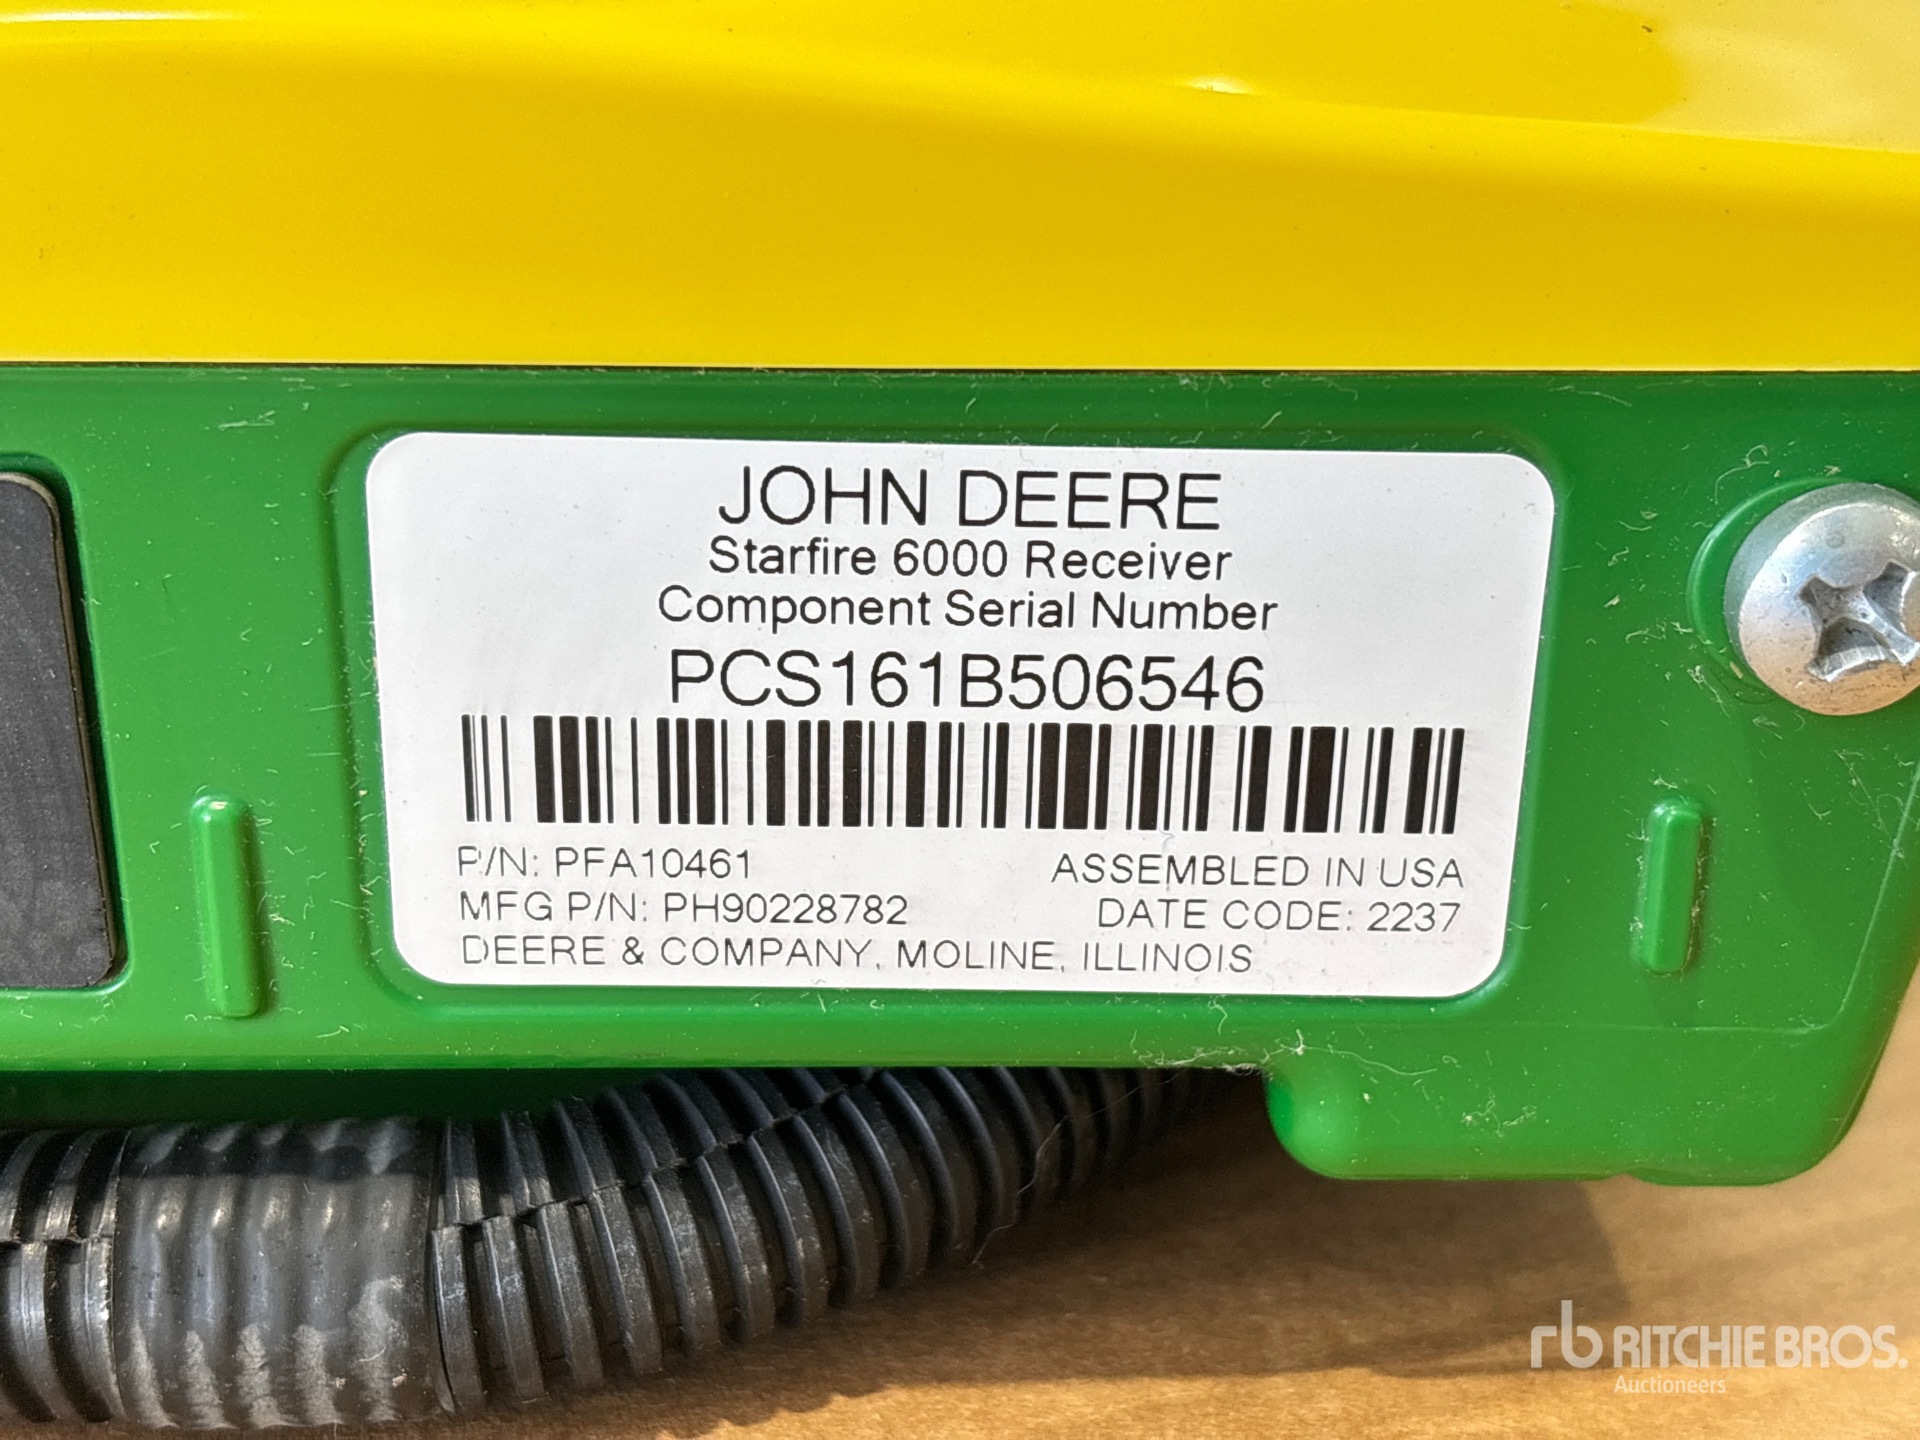 JOHN DEERE
Starfire 6000 Receiver
Component Serial Number
PCS161B506546
P/N: PFA10461
ASSEMBLED IN USA
MFG P/N: PH90228782
DATE CODE: 2237
DEERE & COMPANY, MOLINE, ILLINOIS
rb RITCHIE BROS.
Auctioneers